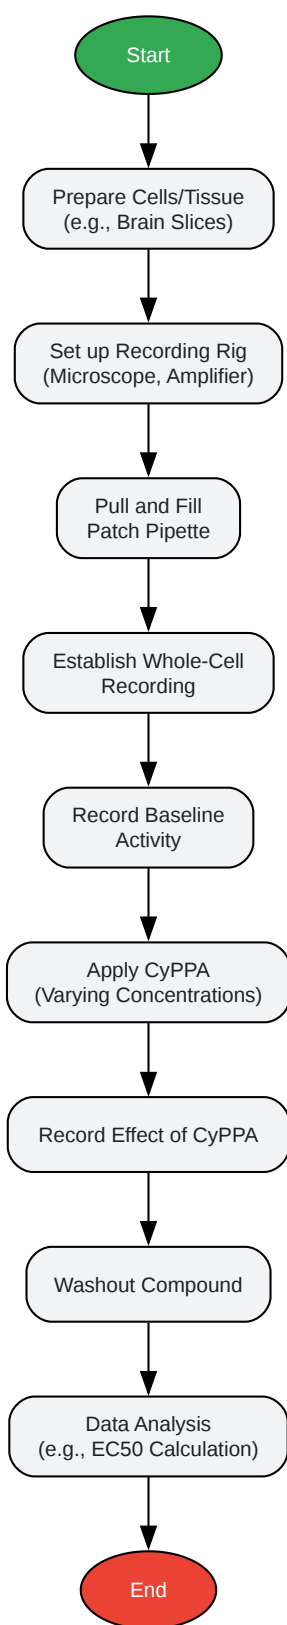 Start
Prepare Cells/Tissue
(e.g., Brain Slices)
Set up Recording Rig
(Microscope, Amplifier)
Pull and Fill
Patch Pipette
Establish Whole-Cell
Recording
Record Baseline
Activity
Apply CyPPA
(Varying Concentrations)
Record Effect of CyPPA
Washout Compound
Data Analysis
(e.g., EC50 Calculation)
End